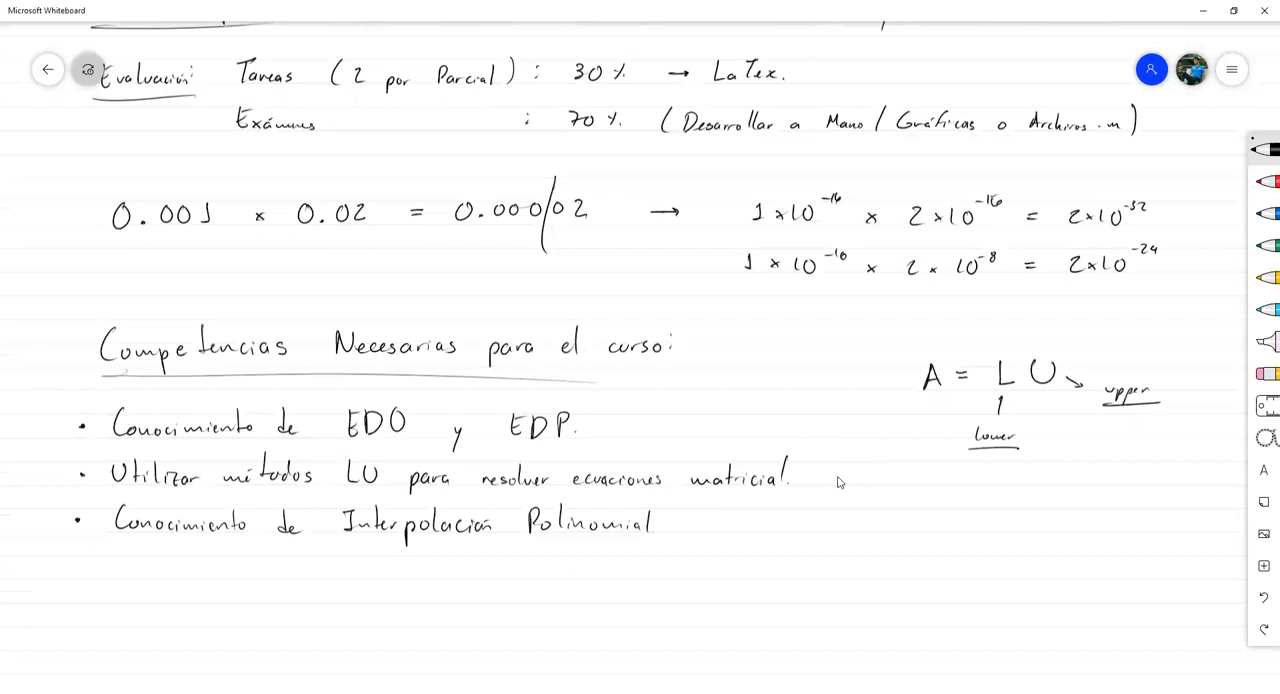 Microsoft Whiteboard
Evaluación: Tareas (2 por Parcial) : 30 % → LaTex.
Exámnes : 70 %. (Desarrollar a Mano / Gráficas o Archivos .m)
0.001 × 0.02 = 0.000/02 → 1×10^-16 × 2×10^-16 = 2×10^-32
1 × 10^-16 × 2 × 10^-8 = 2×10^-24
Competencias Necesarias para el curso:
A = L U
upper
lower
• Conocimiento de EDO y EDP.
• Utilizar métodos LU para resolver ecuaciones matricial.
• Conocimiento de Interpolación Polinomial